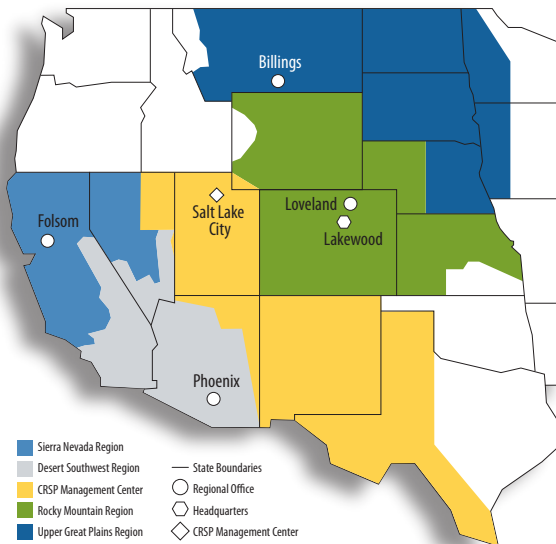 Billings
Salt Lake
City
Loveland
Lakewood
Folsom
Phoenix
Sierra Nevada Region
Desert Southwest Region
CRSP Management Center
Rocky Mountain Region
Upper Great Plains Region
State Boundaries
Regional Office
Headquarters
CRSP Management Center